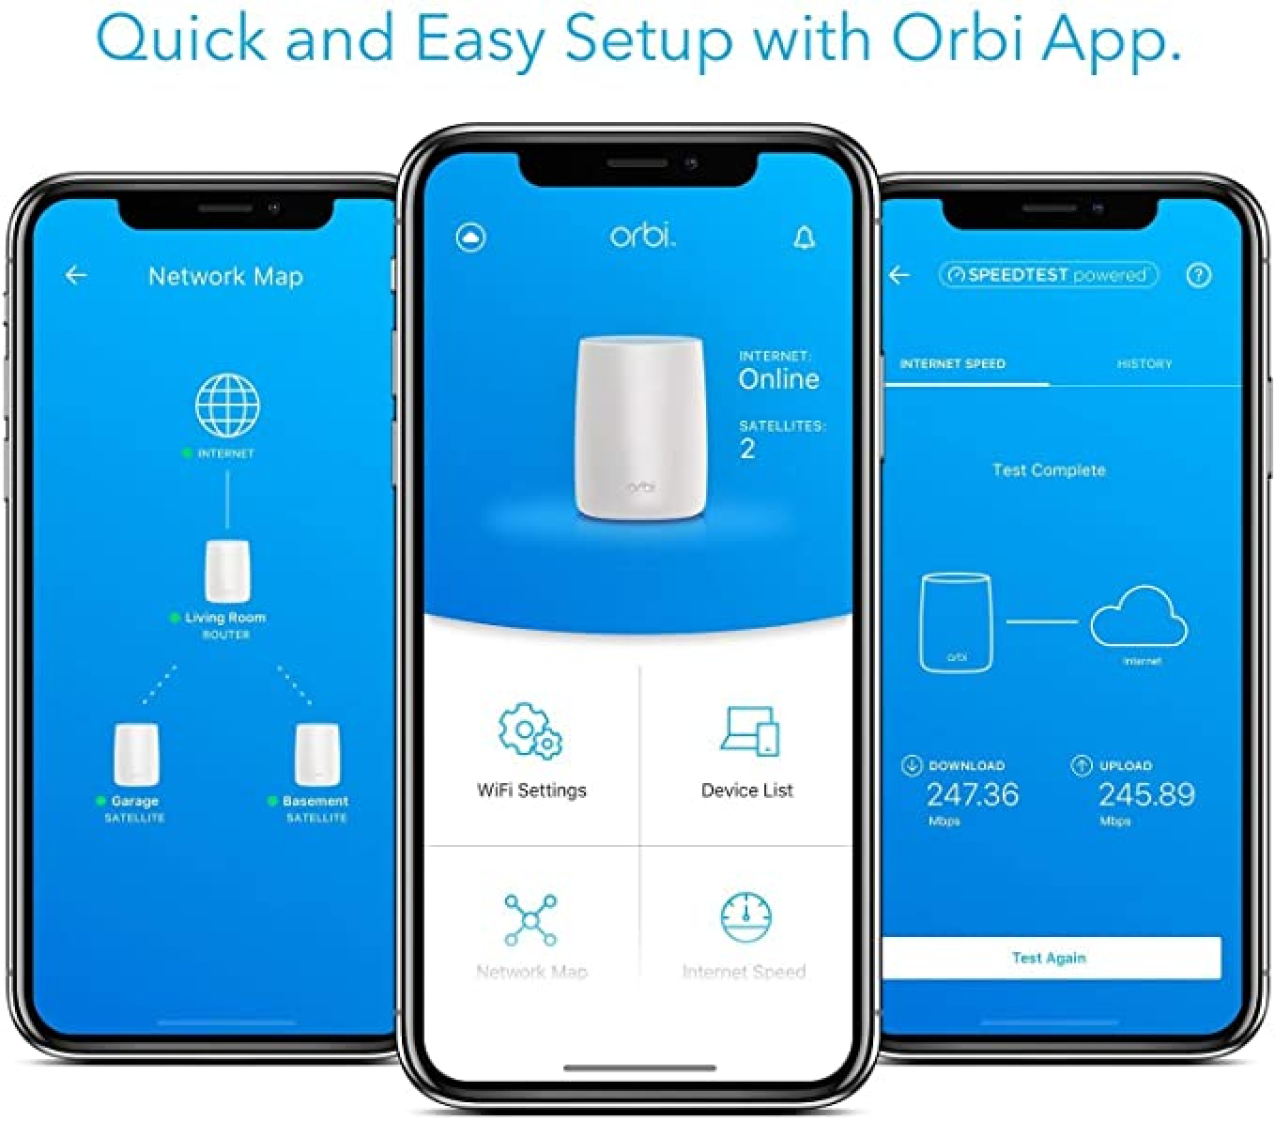 Quick and Easy Setup with Orbi App.
Network Map
INTERNET
Living Room
ROUTER
Garage
SATELLITE
Basement
SATELLITE
orbi
INTERNET:
Online
SATELLITES:
2
orbi
WiFi Settings
Device List
Network Map
Internet Speed
SPEEDTEST powered
?
INTERNET SPEED
HISTORY
Test Complete
orbi
Internet
DOWNLOAD
247.36
Mbps
UPLOAD
245.89
Mbps
Test Again